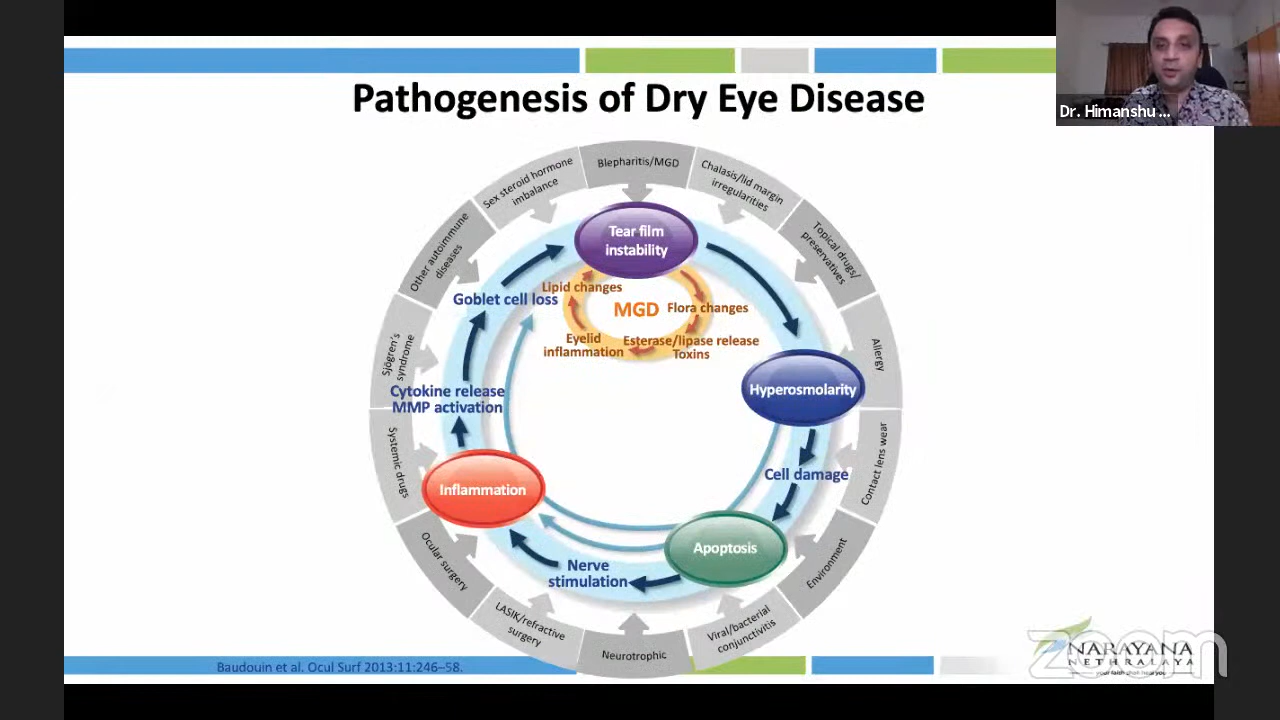 Pathogenesis of Dry Eye Disease
Dr. Himanshu ...
Blepharitis/MGD
Chalasis/lid margin
irregularities
Topical drugs/
preservatives
Allergy
Contact lens wear
Environment
Viral/bacterial
conjunctivitis
Neurotrophic
LASIK/refractive
surgery
Ocular surgery
Systemic drugs
Sjögren's
syndrome
Other autoimmune
diseases
Sex steroid hormone
imbalance
Tear film
instability
Hyperosmolarity
Cell damage
Apoptosis
Nerve
stimulation
Inflammation
Cytokine release
MMP activation
Goblet cell loss
Lipid changes
MGD
Flora changes
Esterase/lipase release
Toxins
Eyelid
inflammation
Baudouin et al. Ocul Surf 2013:11:246–58.
NARAYANA
NETHRALAYA
zoom